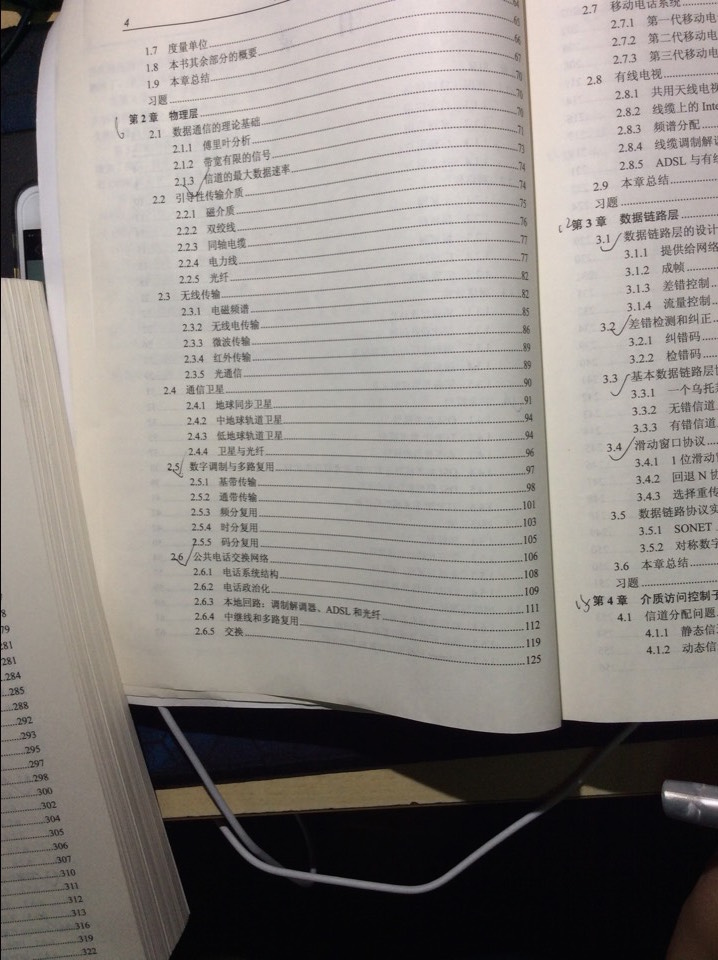 4
1.7 度量单位 64
1.8 本书其余部分的概要 65
1.9 本章总结 66
习题 67
第2章 物理层 70
2.1 数据通信的理论基础 70
2.1.1 傅里叶分析 70
2.1.2 带宽有限的信号 71
2.1.3 信道的最大数据速率 73
2.2 引导性传输介质 74
2.2.1 磁介质 74
2.2.2 双绞线 75
2.2.3 同轴电缆 76
2.2.4 电力线 77
2.2.5 光纤 77
2.3 无线传输 82
2.3.1 电磁频谱 82
2.3.2 无线电传输 85
2.3.3 微波传输 86
2.3.4 红外传输 89
2.3.5 光通信 89
2.4 通信卫星 90
2.4.1 地球同步卫星 91
2.4.2 中地球轨道卫星 94
2.4.3 低地球轨道卫星 94
2.4.4 卫星与光纤 96
2.5 数字调制与多路复用 97
2.5.1 基带传输 98
2.5.2 通带传输 101
2.5.3 频分复用 103
2.5.4 时分复用 105
2.5.5 码分复用 106
2.6 公共电话交换网络 108
2.6.1 电话系统结构 109
2.6.2 电话政治化 111
2.6.3 本地回路：调制解调器、ADSL 和光纤 112
2.6.4 中继线和多路复用 119
2.6.5 交换 125
2.7 移动电话系统
2.7.1 第一代移动电
2.7.2 第二代移动电
2.7.3 第三代移动电
2.8 有线电视
2.8.1 共用天线电视
2.8.2 线缆上的 Inte
2.8.3 频谱分配
2.8.4 线缆调制解调
2.8.5 ADSL 与有线
2.9 本章总结
习题
第3章 数据链路层
3.1 数据链路层的设计
3.1.1 提供给网络
3.1.2 成帧
3.1.3 差错控制
3.1.4 流量控制
3.2 差错检测和纠正
3.2.1 纠错码
3.2.2 检错码
3.3 基本数据链路层
3.3.1 一个乌托
3.3.2 无错信道
3.3.3 有错信道
3.4 滑动窗口协议
3.4.1 1 位滑动
3.4.2 回退 N 协
3.4.3 选择重传
3.5 数据链路协议实
3.5.1 SONET
3.5.2 对称数字
3.6 本章总结
习题
第4章 介质访问控制子
4.1 信道分配问题
4.1.1 静态信
4.1.2 动态信
8
79
281
281
284
285
288
292
293
295
297
298
300
302
304
305
306
307
310
311
312
313
316
319
322